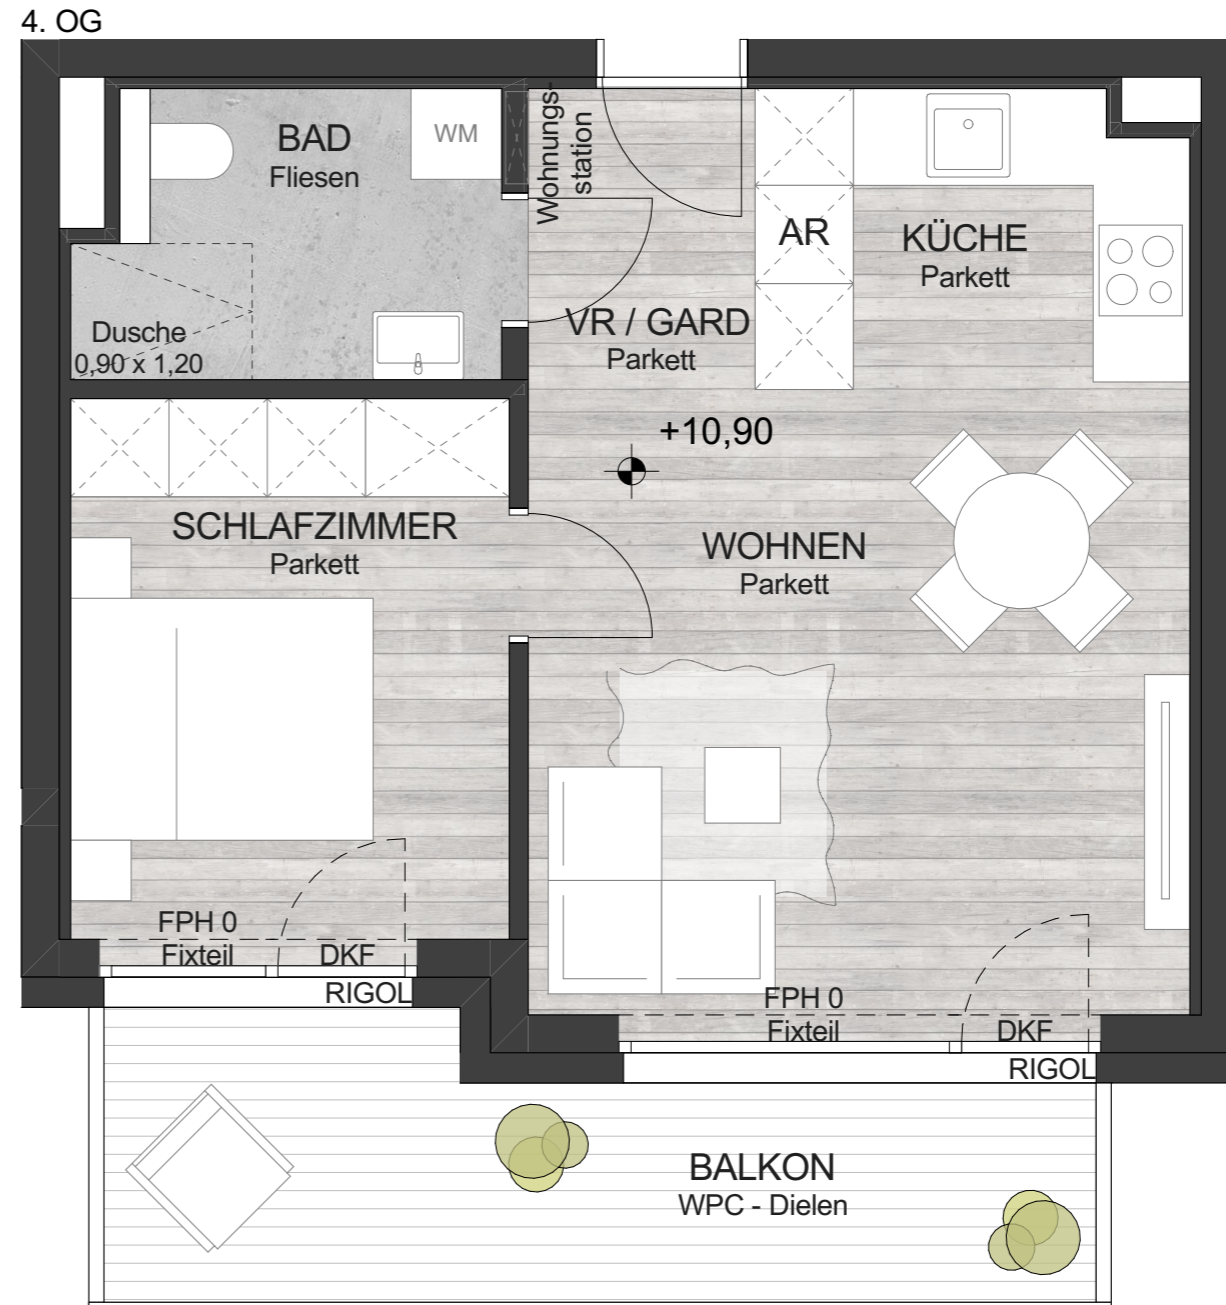 4. OG
BAD
Fliesen
WM
Wohnungs-
station
AR
KÜCHE
Parkett
VR / GARD
Parkett
Dusche
0,90 x 1,20
+10,90
SCHLAFZIMMER
Parkett
WOHNEN
Parkett
FPH 0
Fixteil
DKF
RIGOL
FPH 0
Fixteil
DKF
RIGOL
BALKON
WPC - Dielen